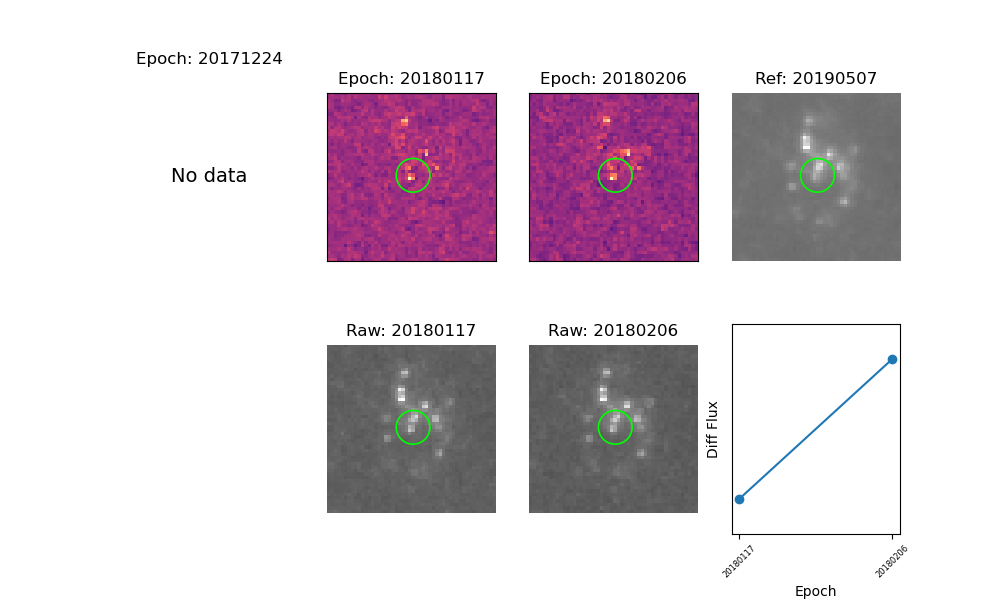 Epoch: 20171224
No data
Epoch: 20180117
Epoch: 20180206
Ref: 20190507
Raw: 20180117
Raw: 20180206
Diff Flux
20180117
20180206
Epoch